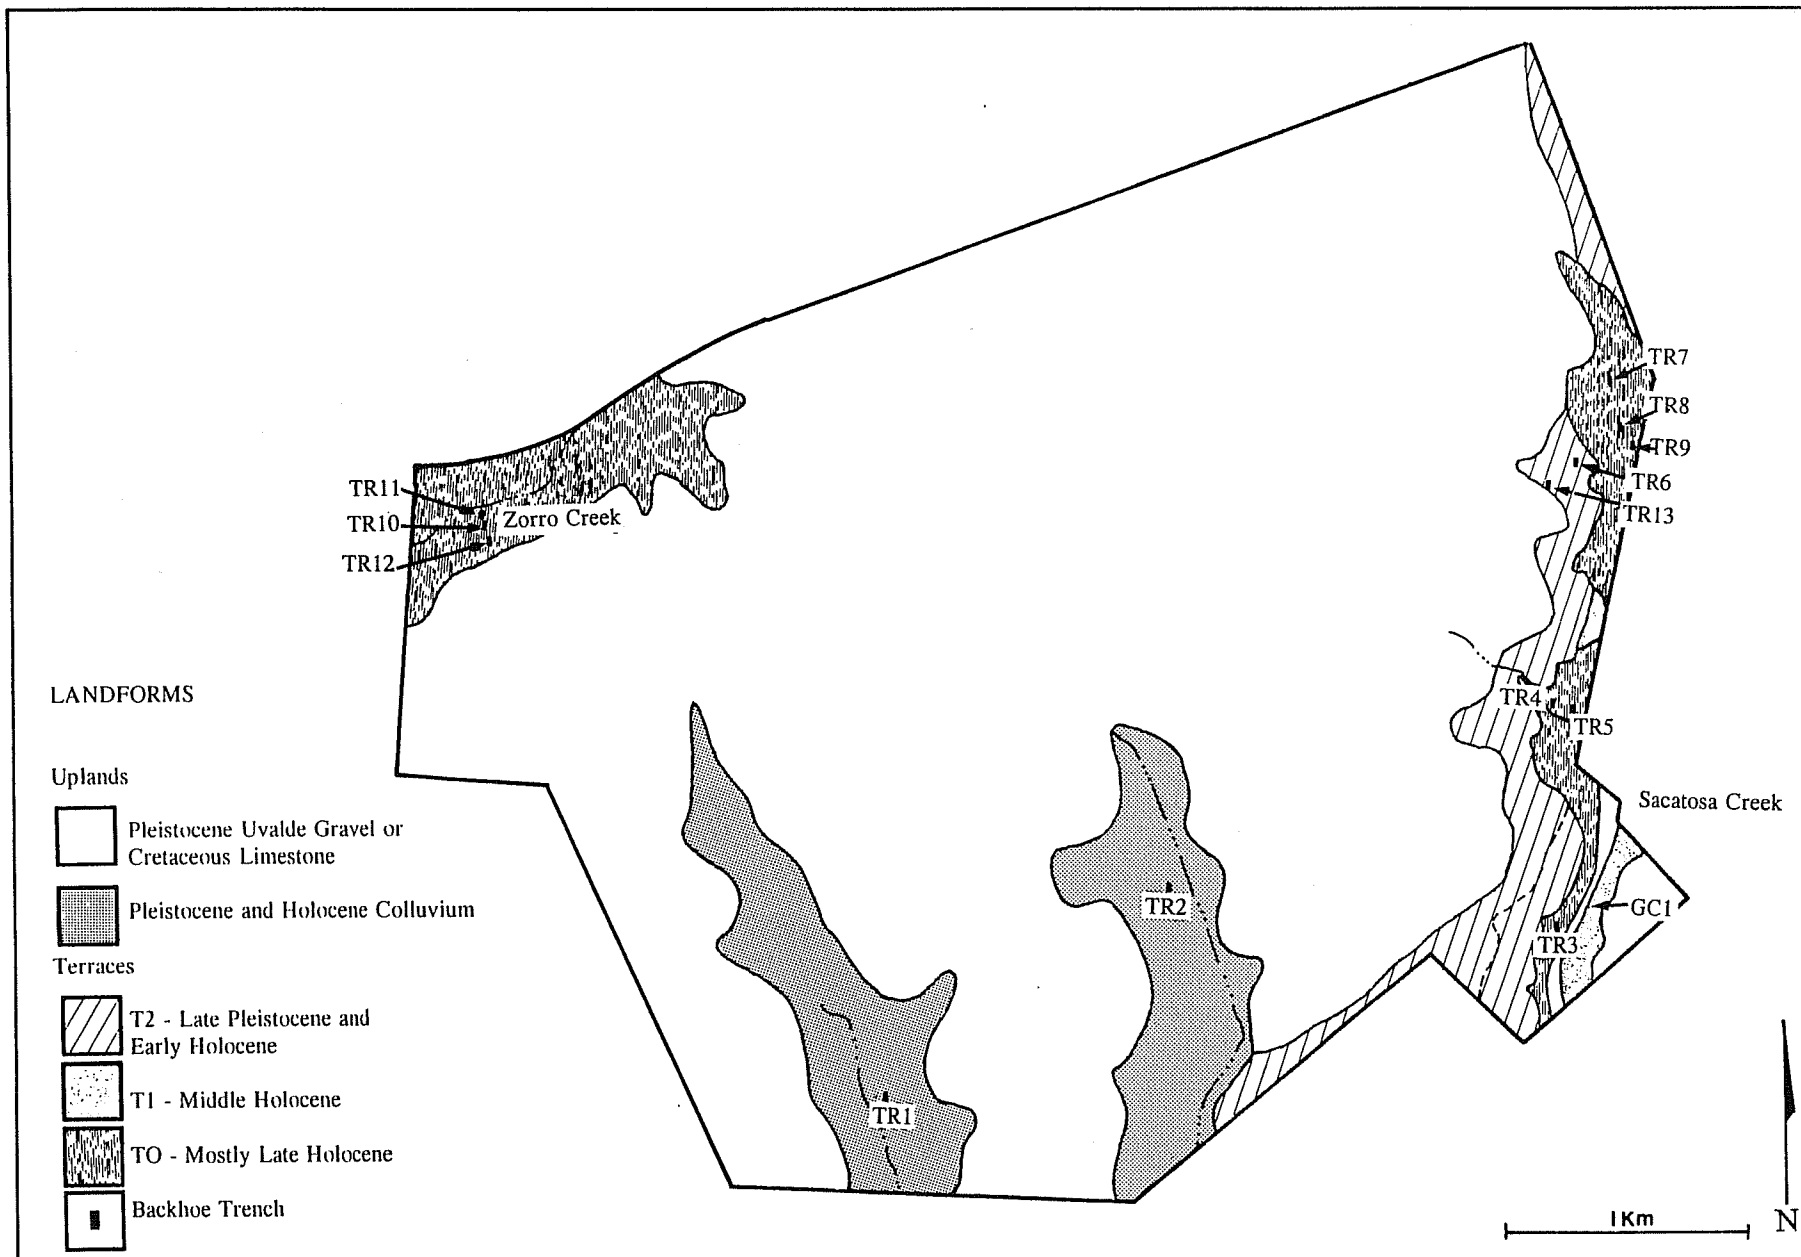 TR7
TR8
TR9
TR6
TR13
TR11
TR10
Zorro Creek
TR12
TR4
TR5
Sacatosa Creek
TR2
GC1
TR3
TR1
LANDFORMS
Uplands
Pleistocene Uvalde Gravel or
Cretaceous Limestone
Pleistocene and Holocene Colluvium
Terraces
T2 - Late Pleistocene and
Early Holocene
T1 - Middle Holocene
TO - Mostly Late Holocene
Backhoe Trench
1 Km
N